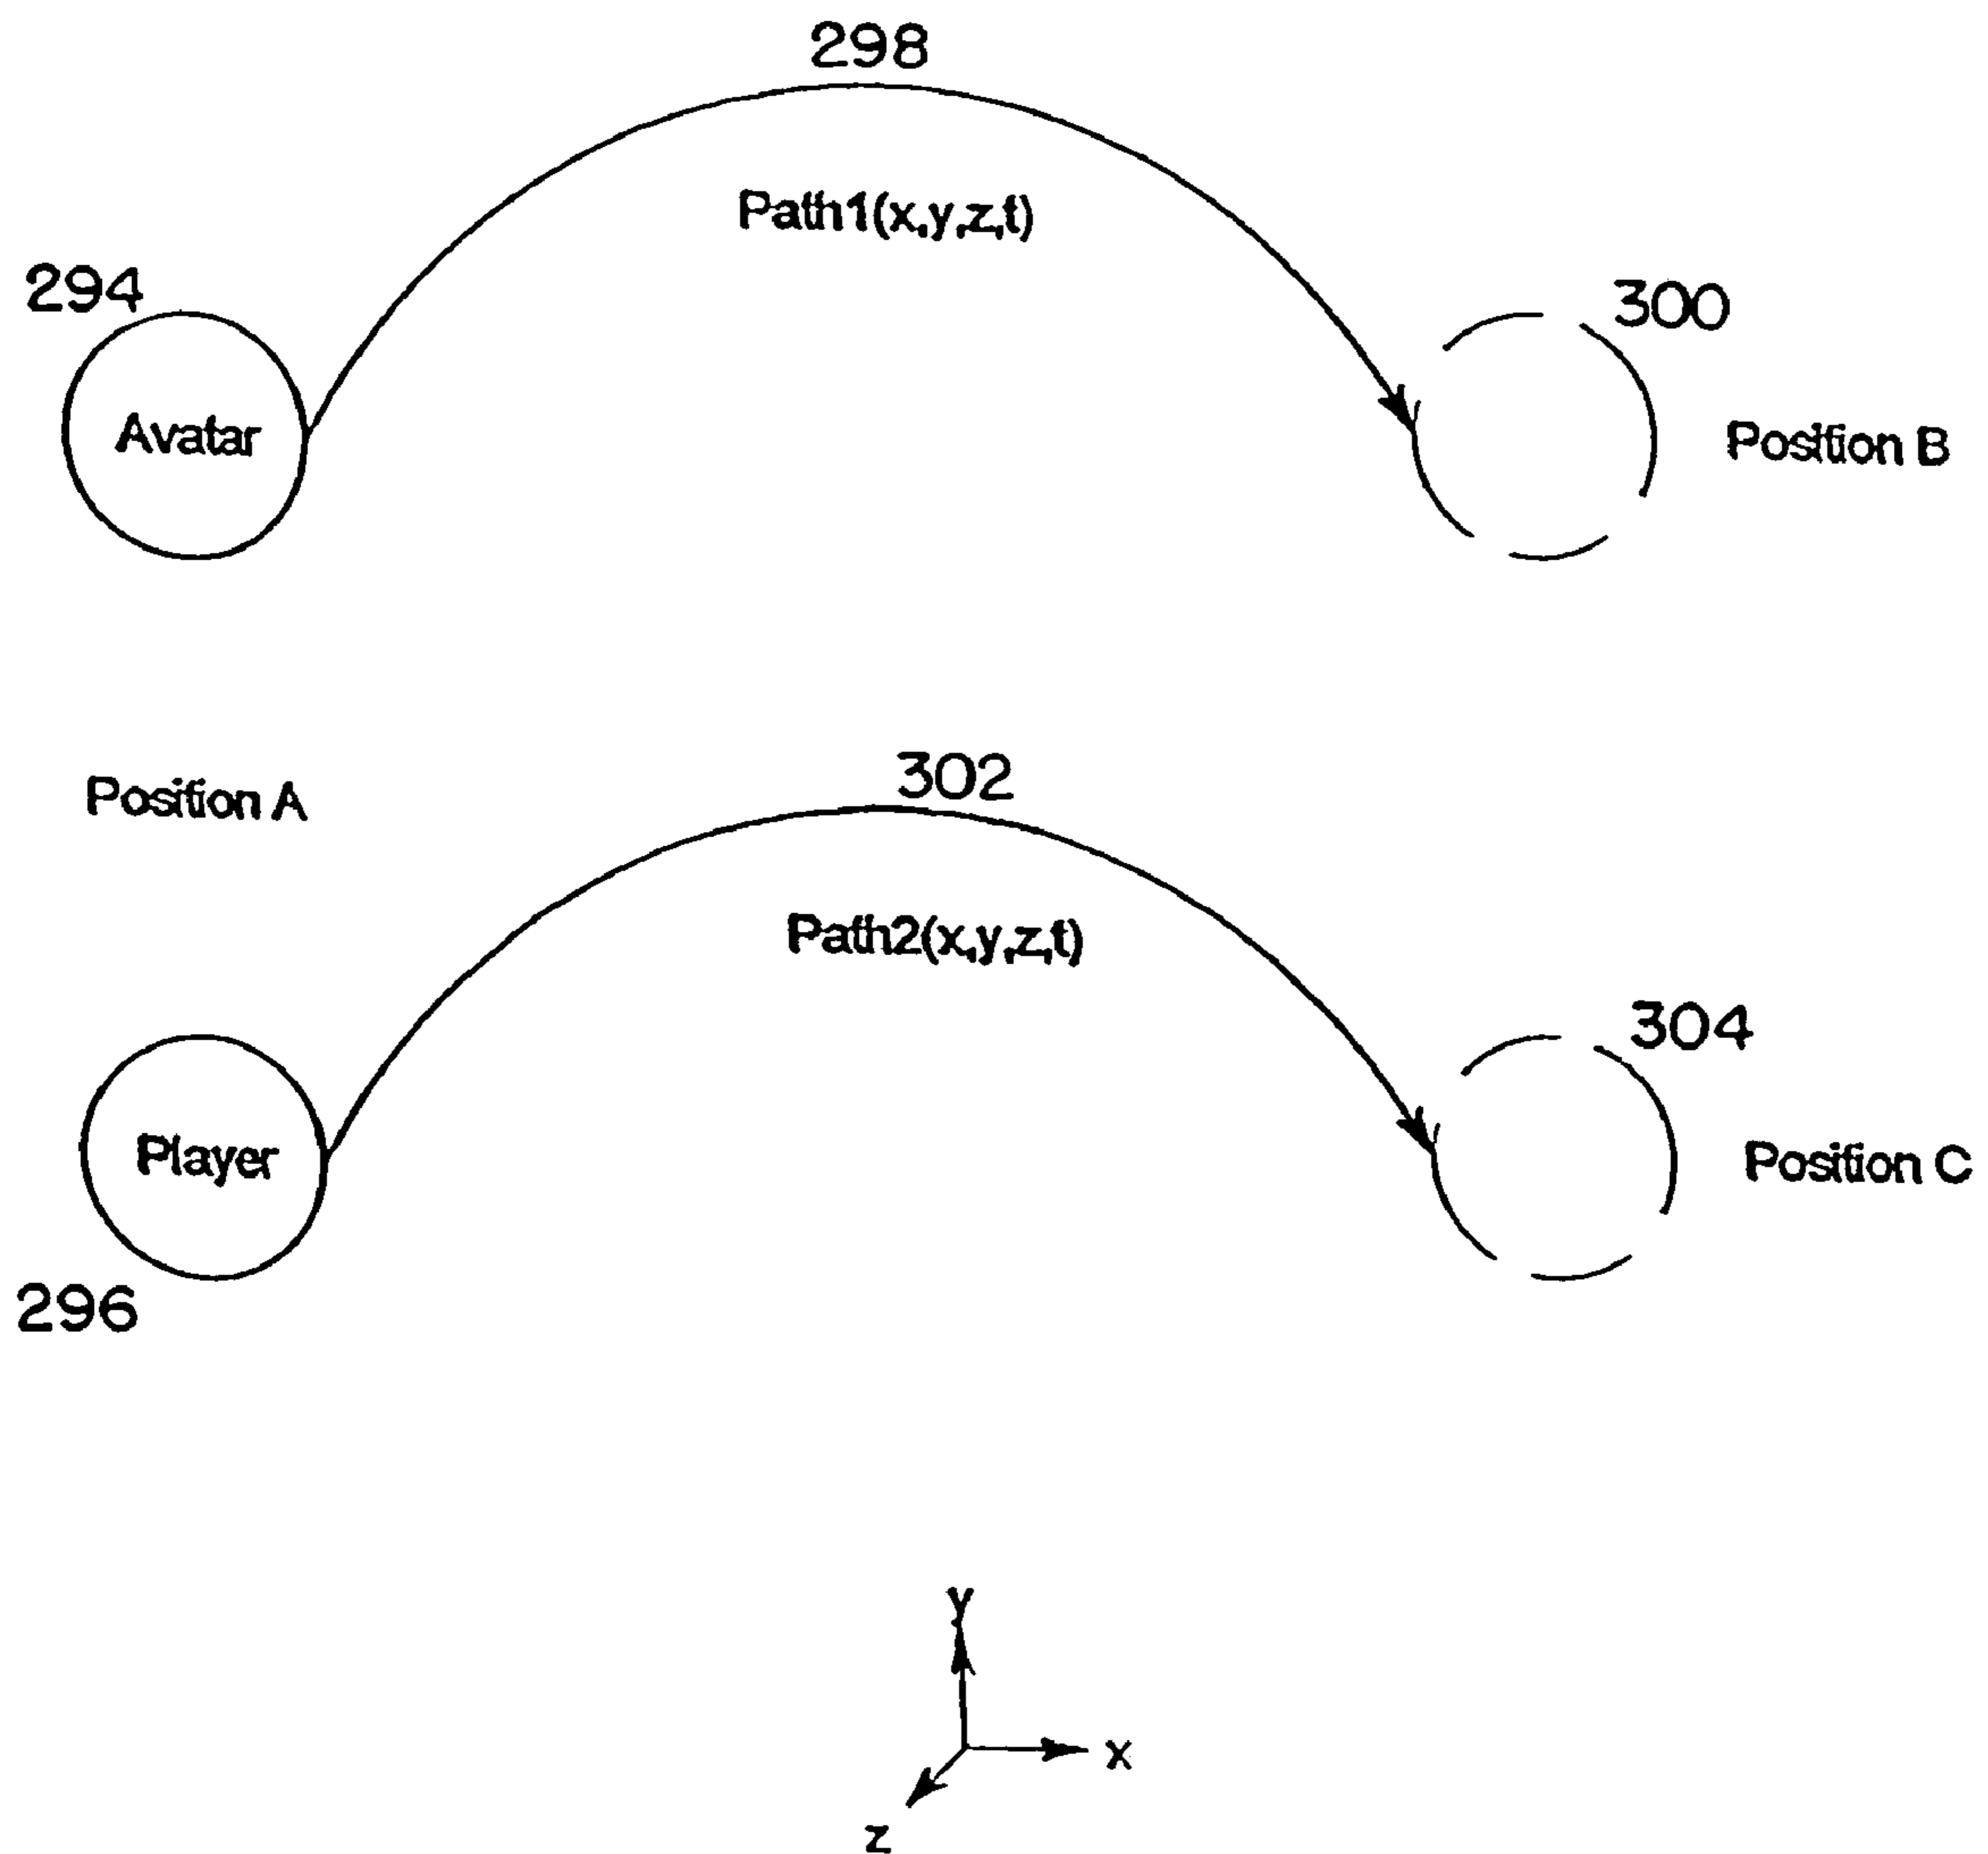 298
Path1(x,y,z,t)
294
300
Avatar
Position B
302
Position A
Path2(x,y,z,t)
304
Player
Position C
296
y
x
z